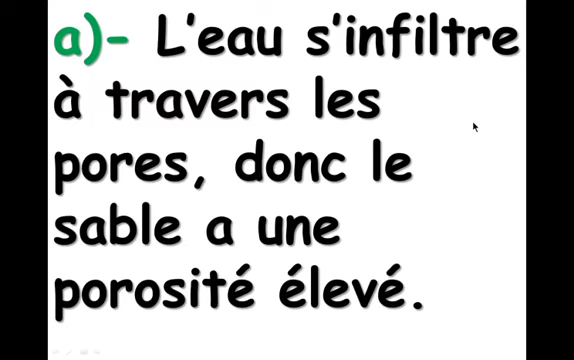 a)- L'eau s'infiltre
à travers les
pores, donc le
sable a une
porosité élevé.